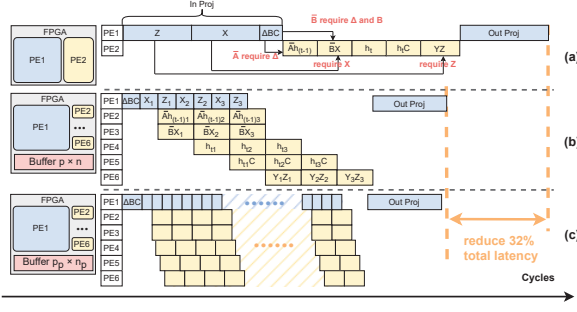 In Proj
FPGA
PE1
PE2
PE1
PE2
Z
X
ΔBC
B̅ require Δ and B
A̅ require Δ
A̅h(t-1)
B̅X
ht
htC
YZ
Out Proj
require X
require Z
(a)
FPGA
PE1
PE2
...
PE6
Buffer p × n
PE1
ΔBC
X1
Z1
X2
Z2
X3
Z3
Out Proj
PE2
A̅h(t-1)1
A̅h(t-1)2
A̅h(t-1)3
PE3
B̅X1
B̅X2
B̅X3
PE4
ht1
ht2
ht3
PE5
ht1C
ht2C
ht3C
PE6
Y1Z1
Y2Z2
Y3Z3
(b)
FPGA
PE1
PE2
...
PE6
Buffer pp × np
PE1
ΔBC
Out Proj
PE2
PE3
PE4
PE5
PE6
(c)
reduce 32%
total latency
Cycles